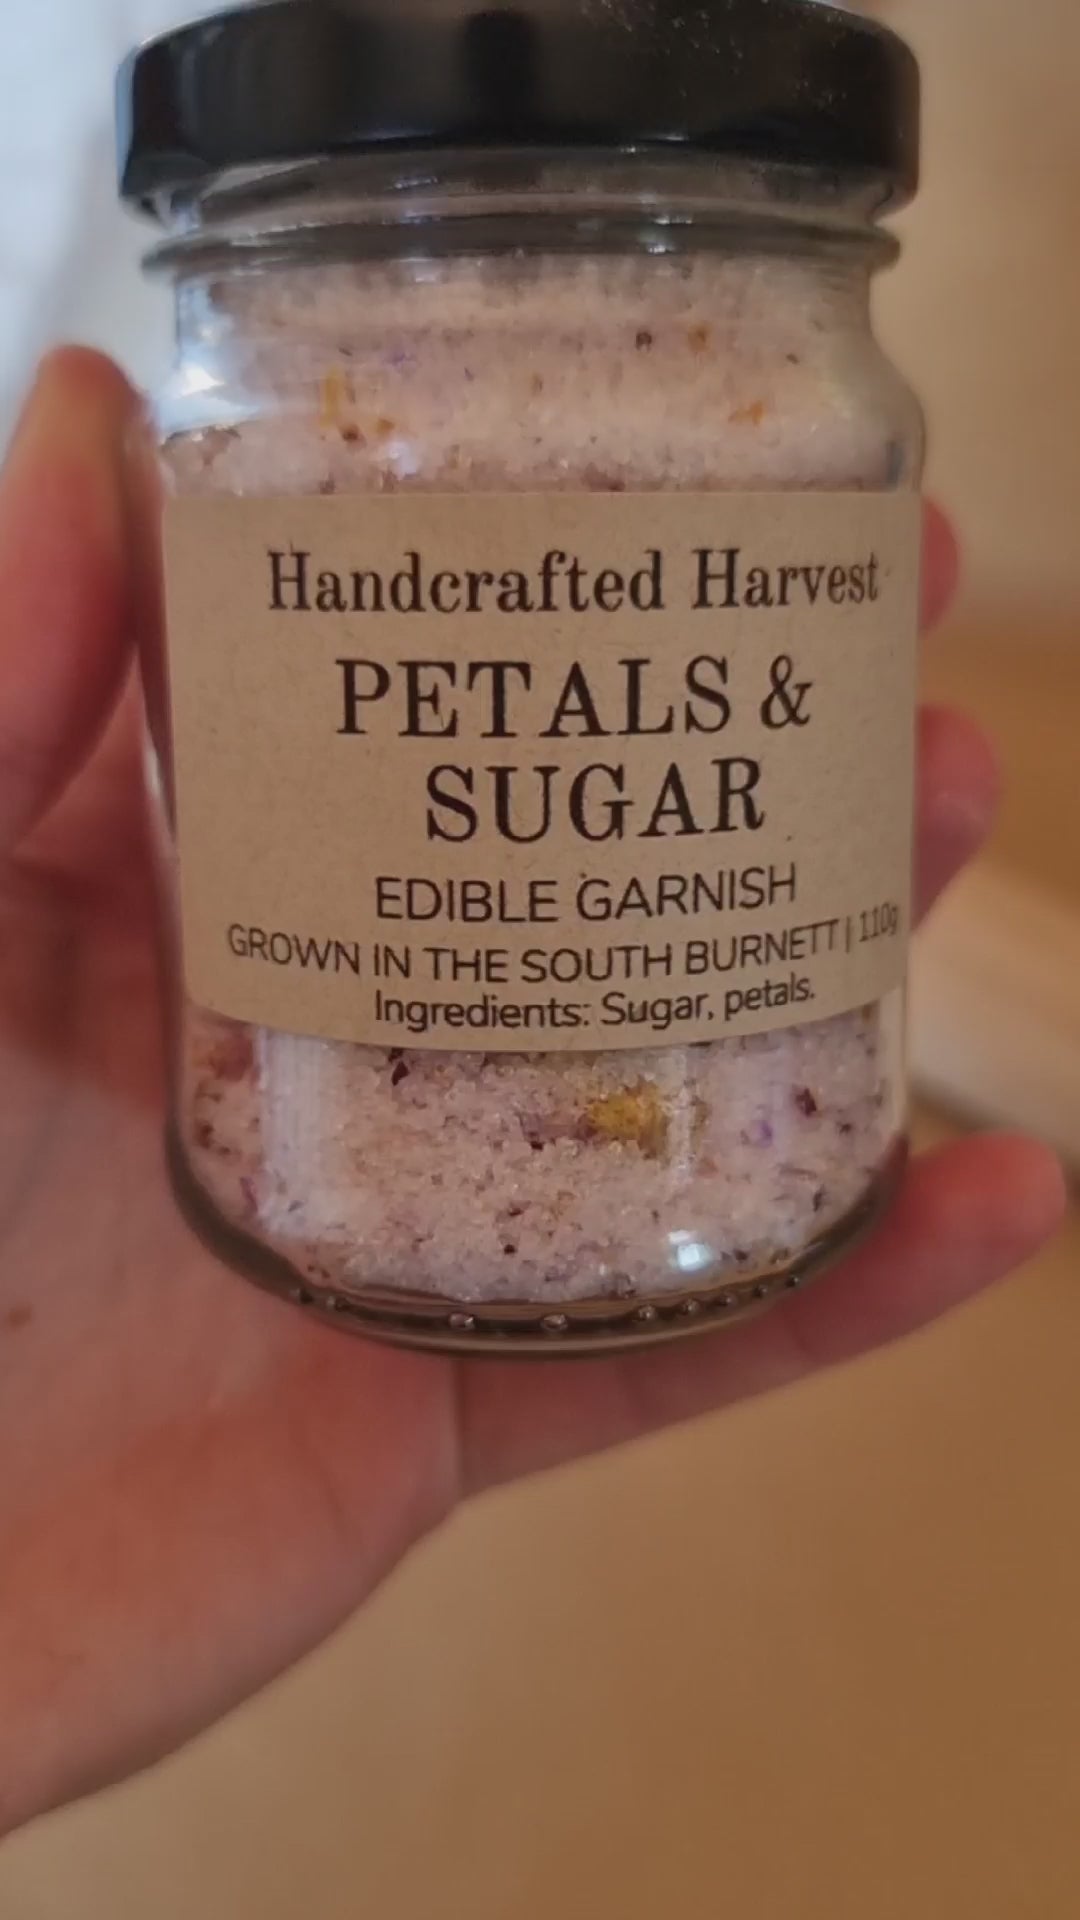 Handcrafted Harvest
PETALS &
SUGAR
EDIBLE GARNISH
GROWN IN THE SOUTH BURNETT | 110g
Ingredients: Sugar, petals.